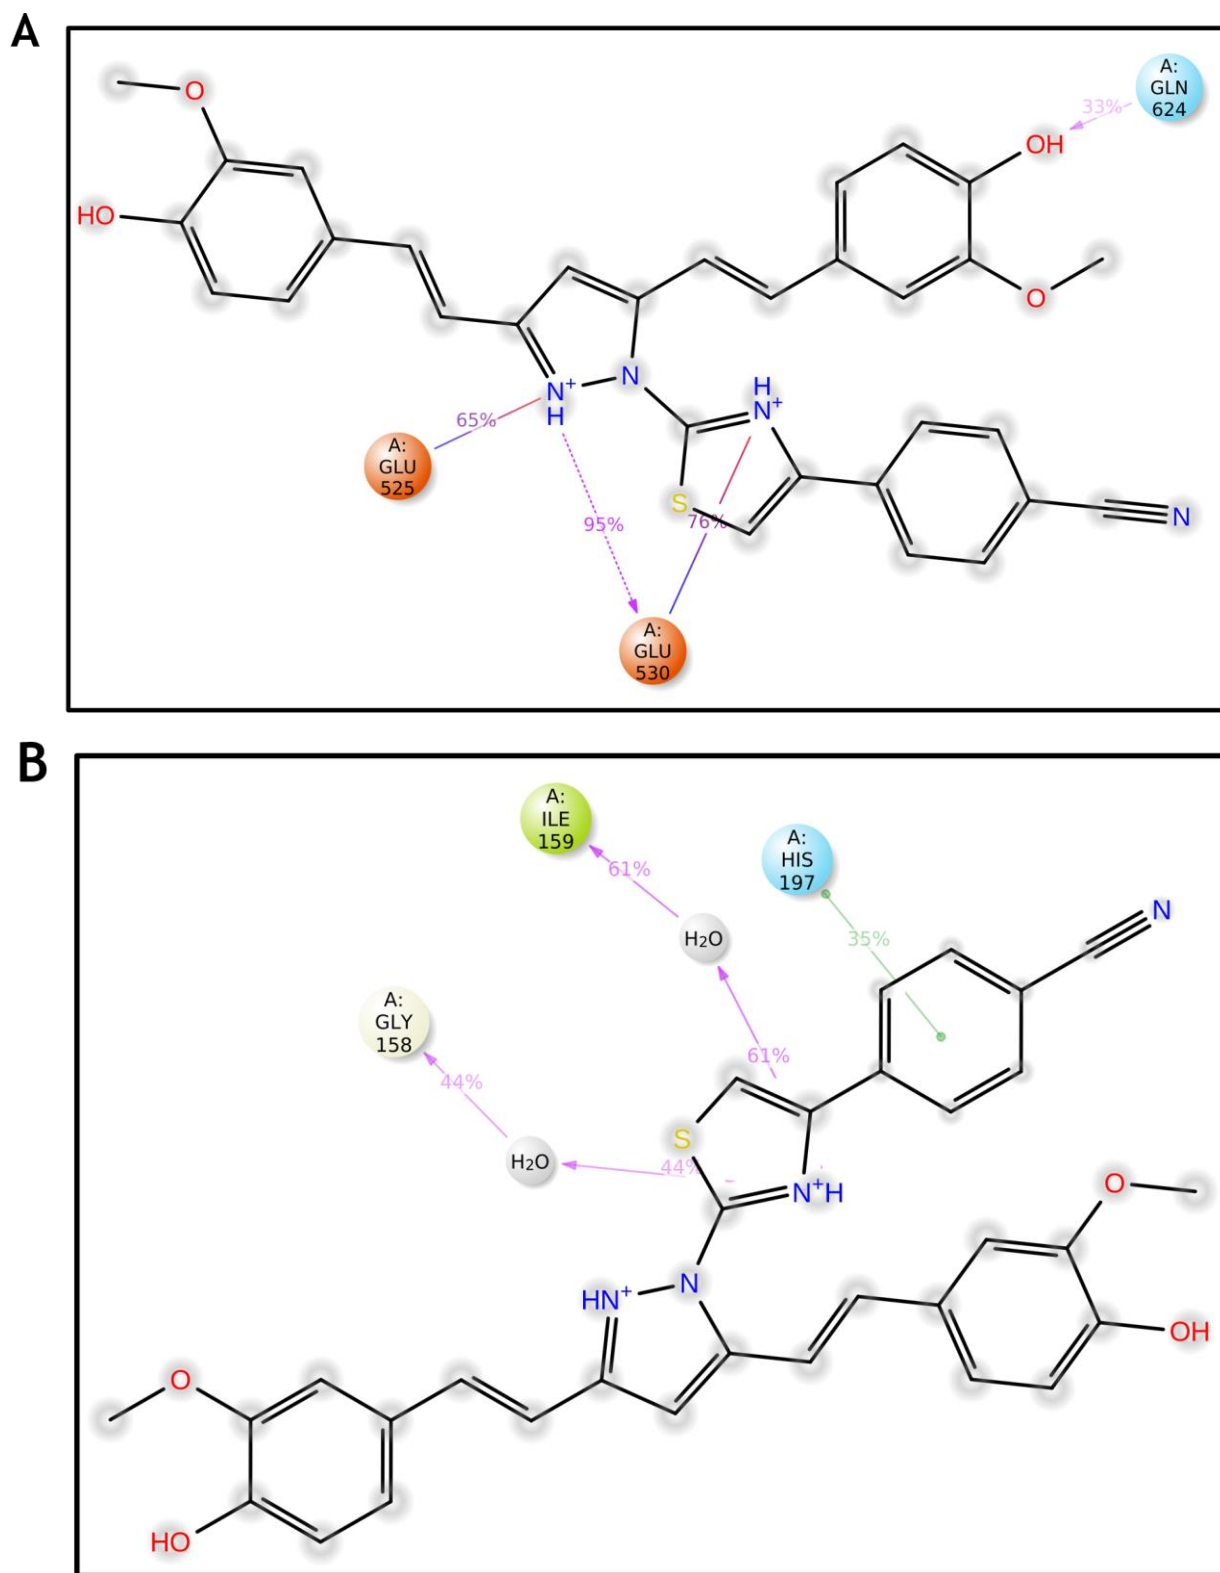 A
O
A:
GLN
624
33%
OH
HO
O
N
N⁺
H
H
N⁺
65%
A:
GLU
525
S
N
95%
76%
A:
GLU
530
B
A:
ILE
159
A:
HIS
197
61%
N
H₂O
35%
A:
GLY
158
61%
44%
S
H₂O
44%
N⁺H
O
N
HN⁺
OH
O
HO